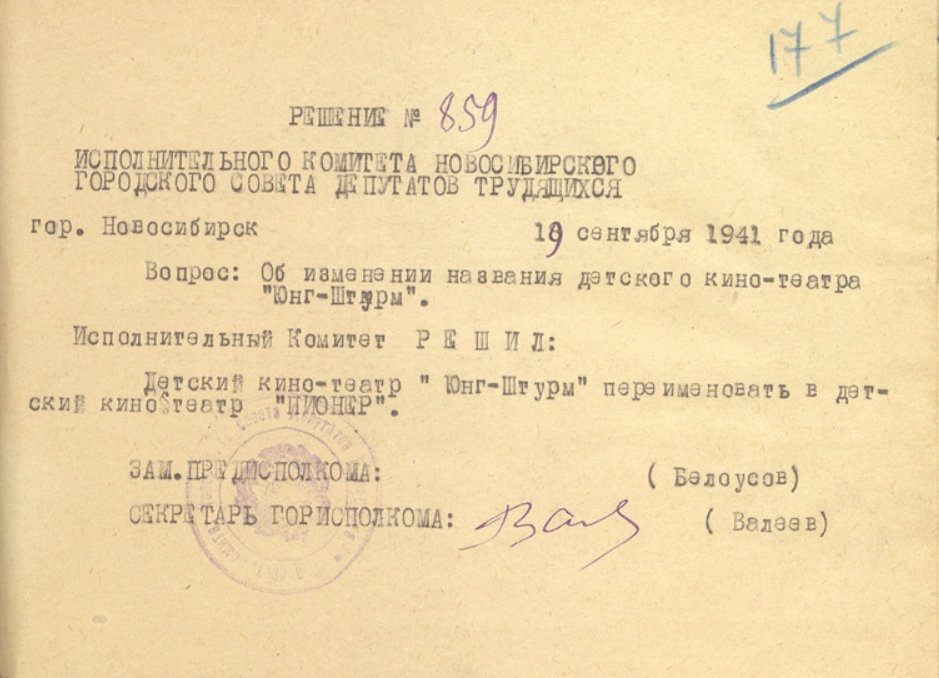 177
РЕШЕНИЕ № 859
ИСПОЛНИТЕЛЬНОГО КОМИТЕТА НОВОСИБИРСКОГО
ГОРОДСКОГО СОВЕТА ДЕПУТАТОВ ТРУДЯЩИХСЯ
гор. Новосибирск 19 сентября 1941 года
Вопрос: Об изменении названия детского кино-театра
"Юнг-Штурм".
Исполнительный Комитет Р Е Ш И Л:
Детский кино-театр " Юнг-Штурм" переименовать в дет-
ский кино-театр "ПИОНЕР".
ЗАМ.ПРЕДИСПОЛКОМА: ( Белоусов)
СЕКРЕТАРЬ ГОРИСПОЛКОМА: ( Валеев)